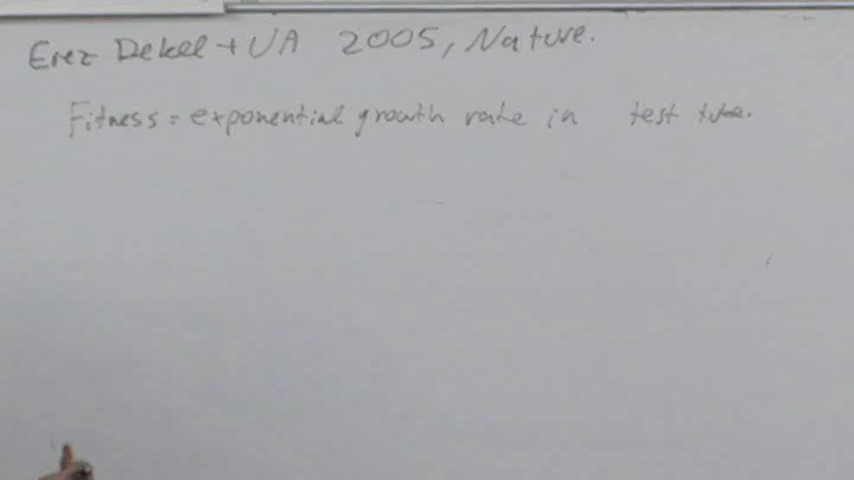 Erez Dekel + UA 2005, Nature.
Fitness = exponential growth rate in test tube.